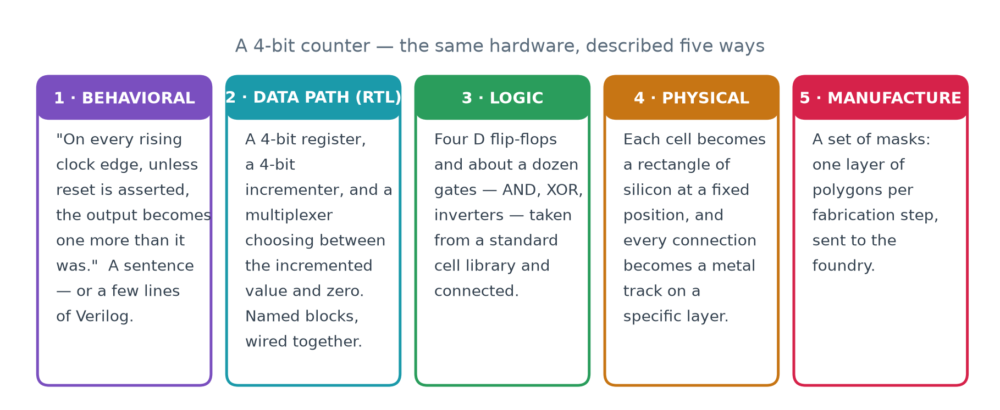 A 4-bit counter — the same hardware, described five ways
1 · BEHAVIORAL
"On every rising
clock edge, unless
reset is asserted,
the output becomes
one more than it
was."  A sentence
— or a few lines
of Verilog.
2 · DATA PATH (RTL)
A 4-bit register,
a 4-bit
incrementer, and a
multiplexer
choosing between
the incremented
value and zero.
Named blocks,
wired together.
3 · LOGIC
Four D flip-flops
and about a dozen
gates — AND, XOR,
inverters — taken
from a standard
cell library and
connected.
4 · PHYSICAL
Each cell becomes
a rectangle of
silicon at a fixed
position, and
every connection
becomes a metal
track on a
specific layer.
5 · MANUFACTURE
A set of masks:
one layer of
polygons per
fabrication step,
sent to the
foundry.